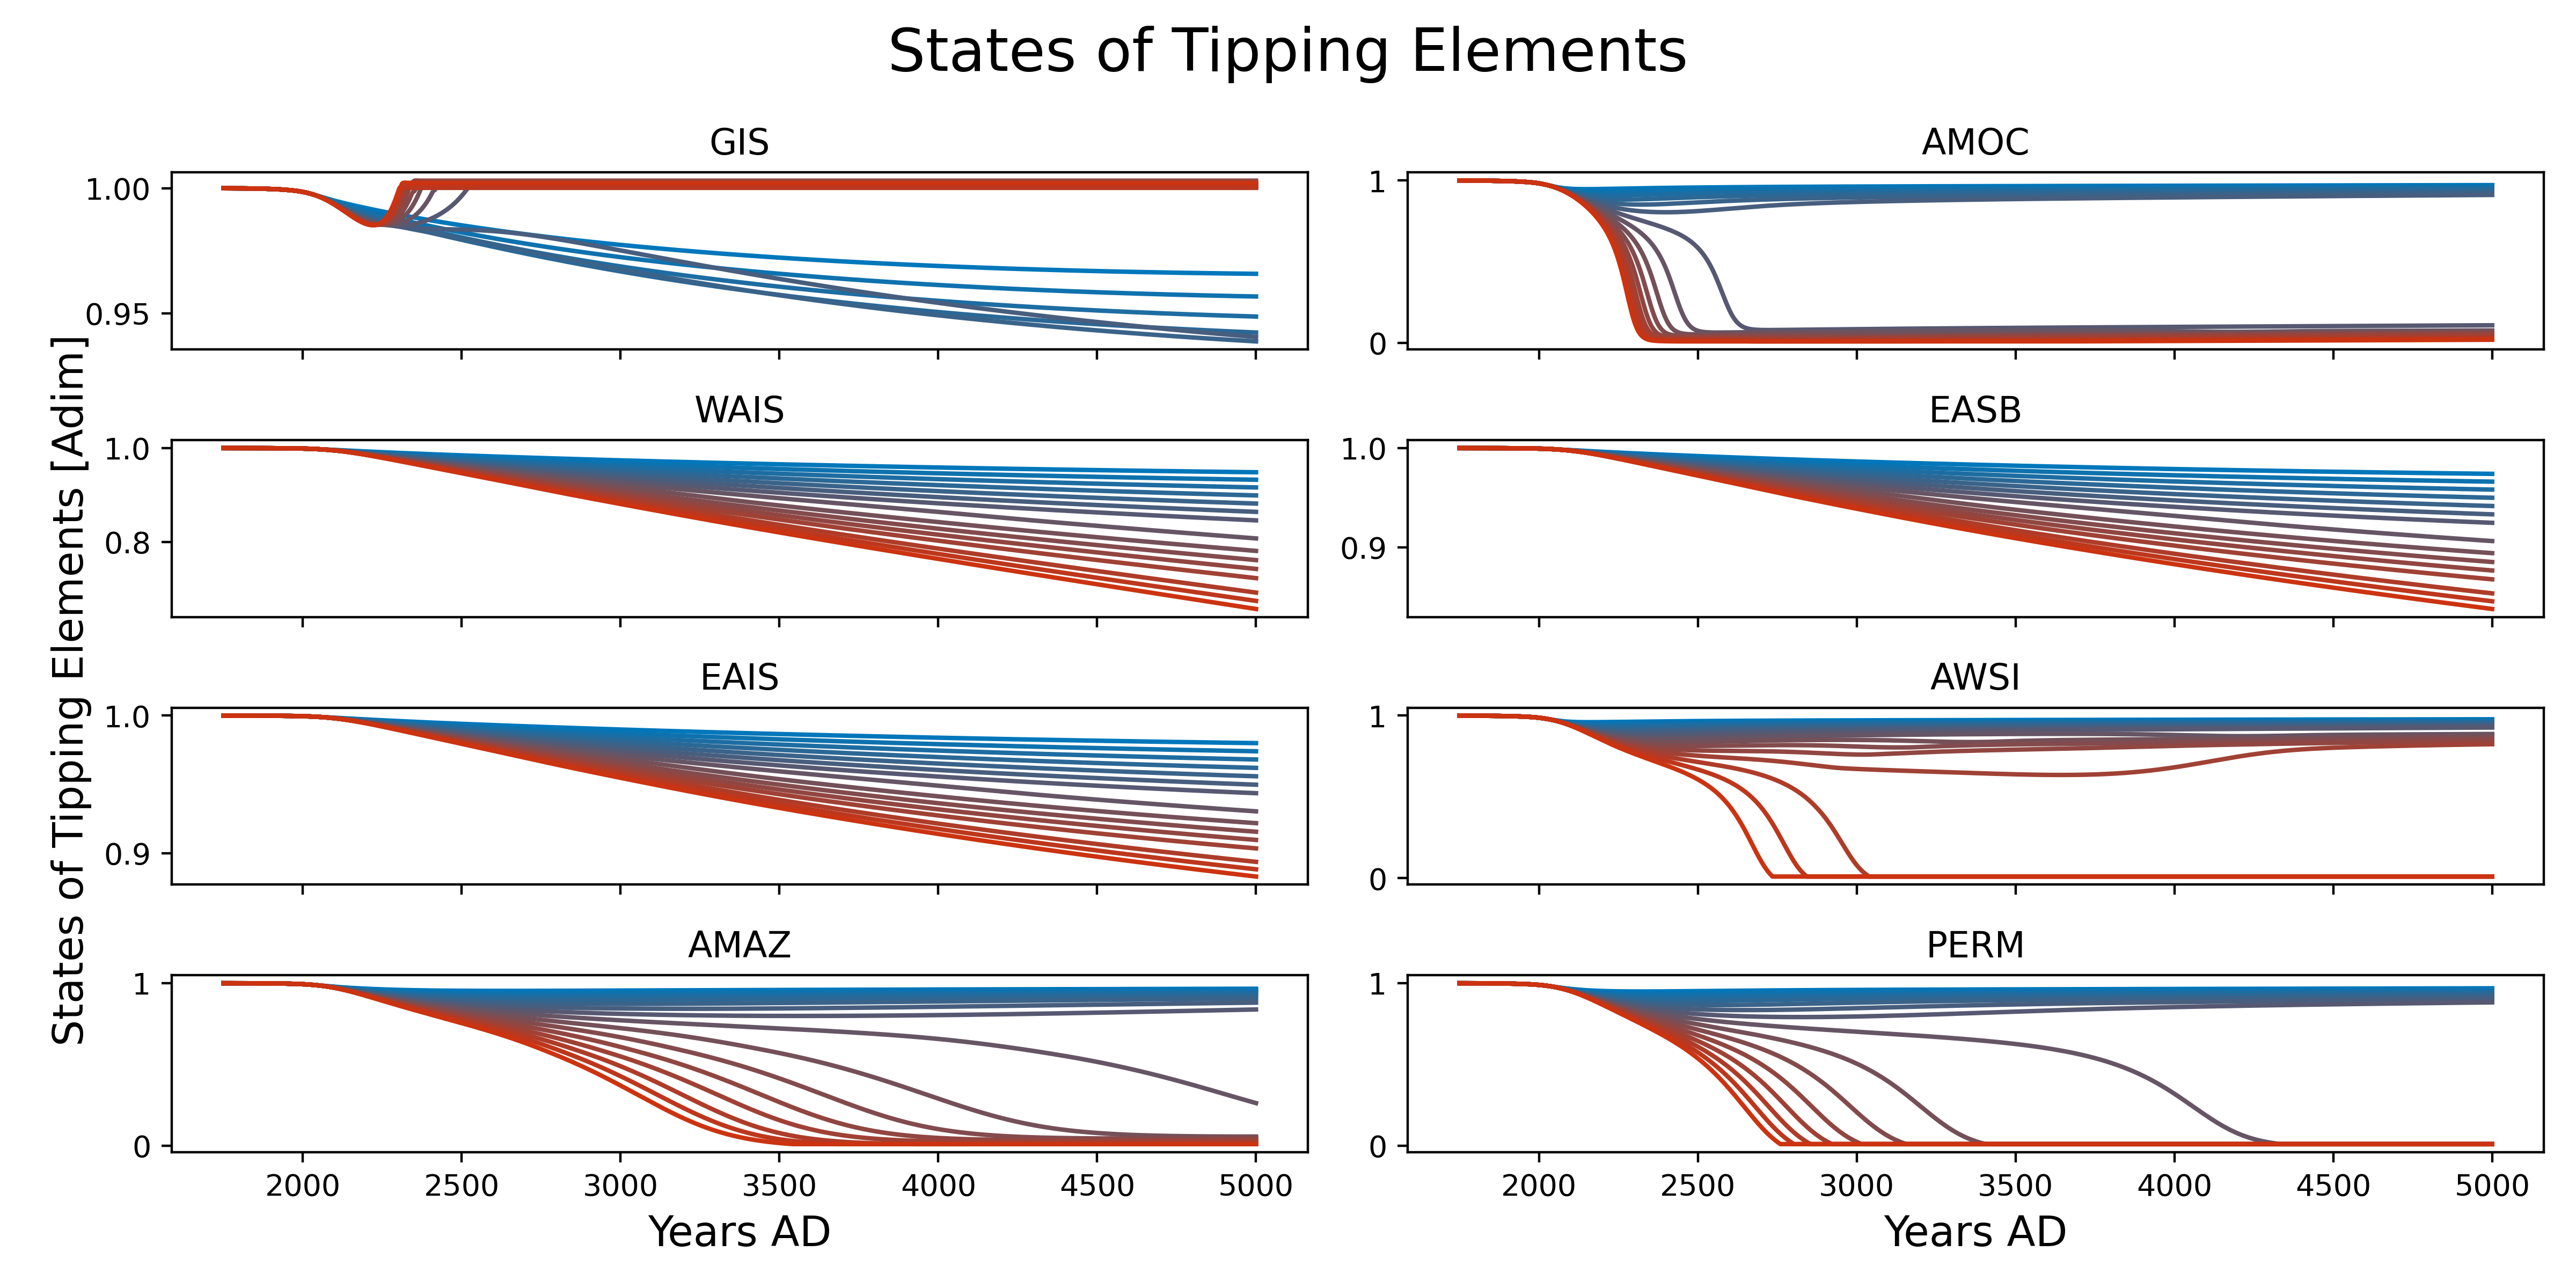 States of Tipping Elements
GIS
AMOC
1.00
0.95
1
0
States of Tipping Elements [Adim]
WAIS
EASB
1.0
0.8
1.0
0.9
EAIS
AWSI
1.0
0.9
1
0
AMAZ
PERM
1
0
1
0
2000 2500 3000 3500 4000 4500 5000
2000 2500 3000 3500 4000 4500 5000
Years AD
Years AD